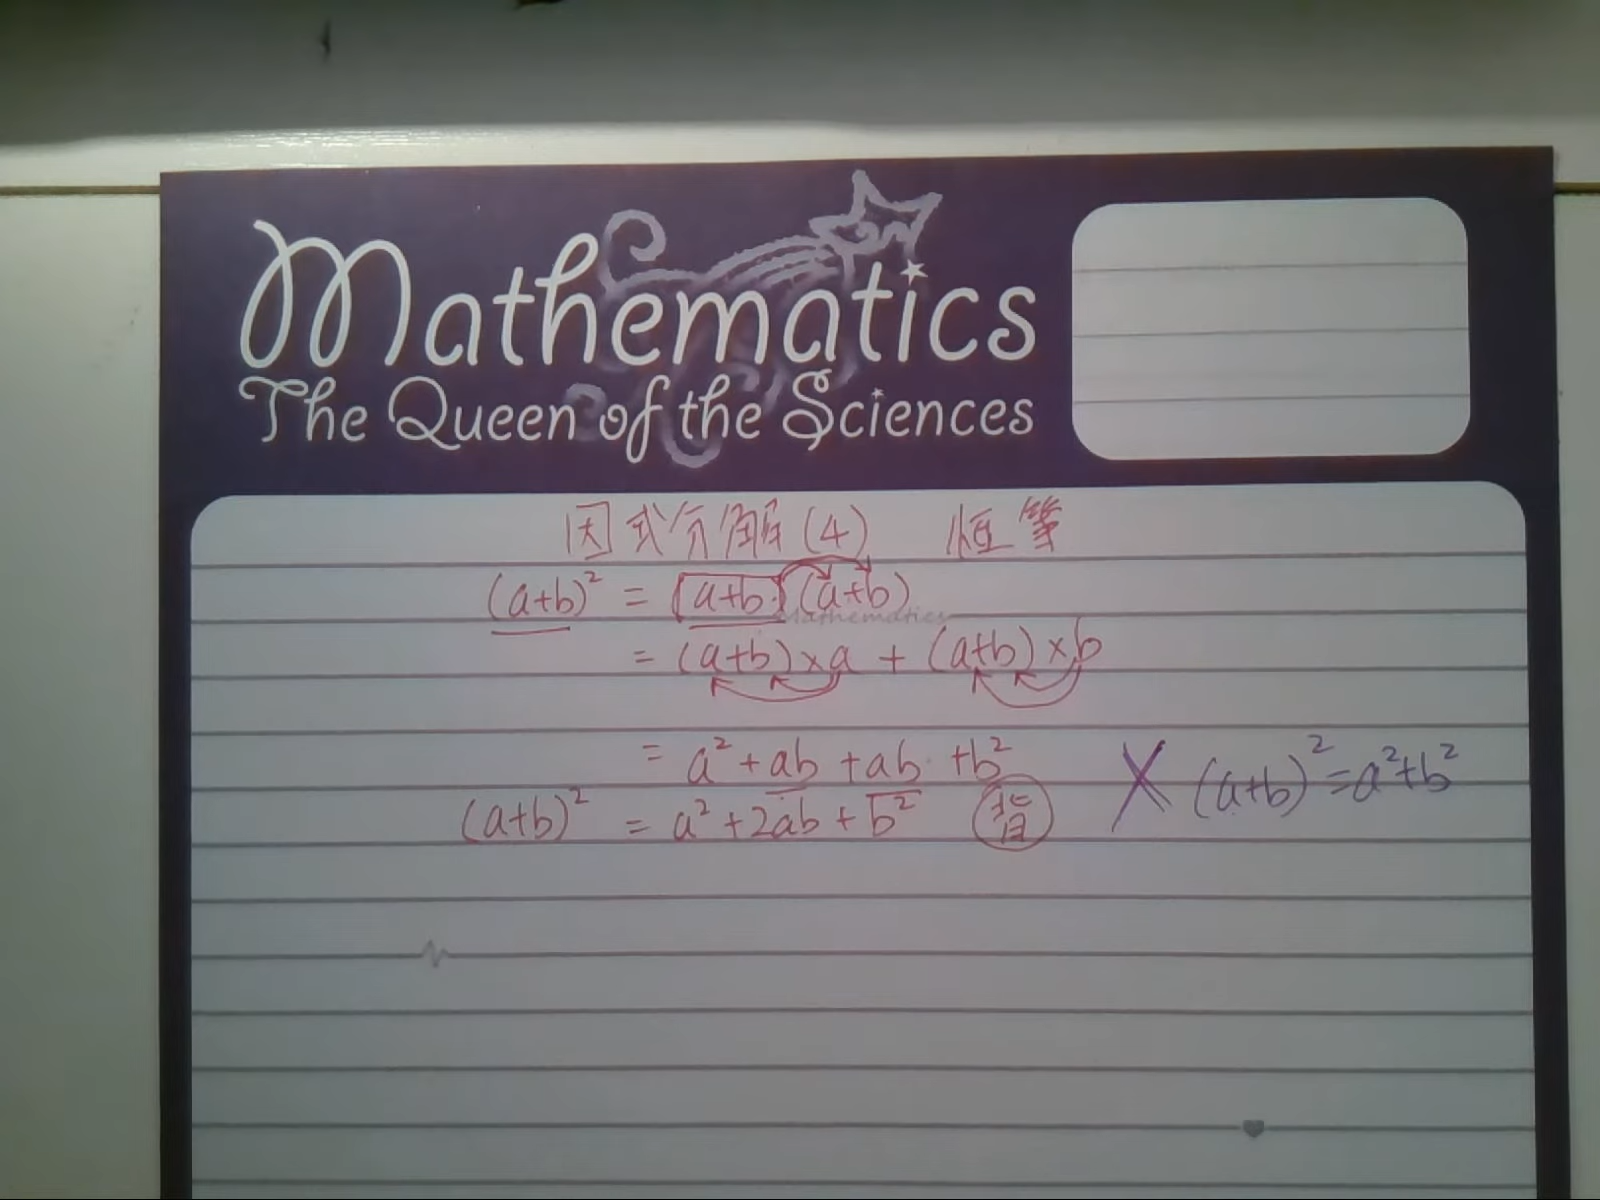 Mathematics
The Queen of the Sciences
因式分解(4) 恒等
(a+b)² = (a+b)(a+b)
Mathematics
= (a+b)×a + (a+b)×b
= a² + ab + ab + b²
(a+b)² = a² + 2ab + b² 背
X (a+b)² = a²+b²